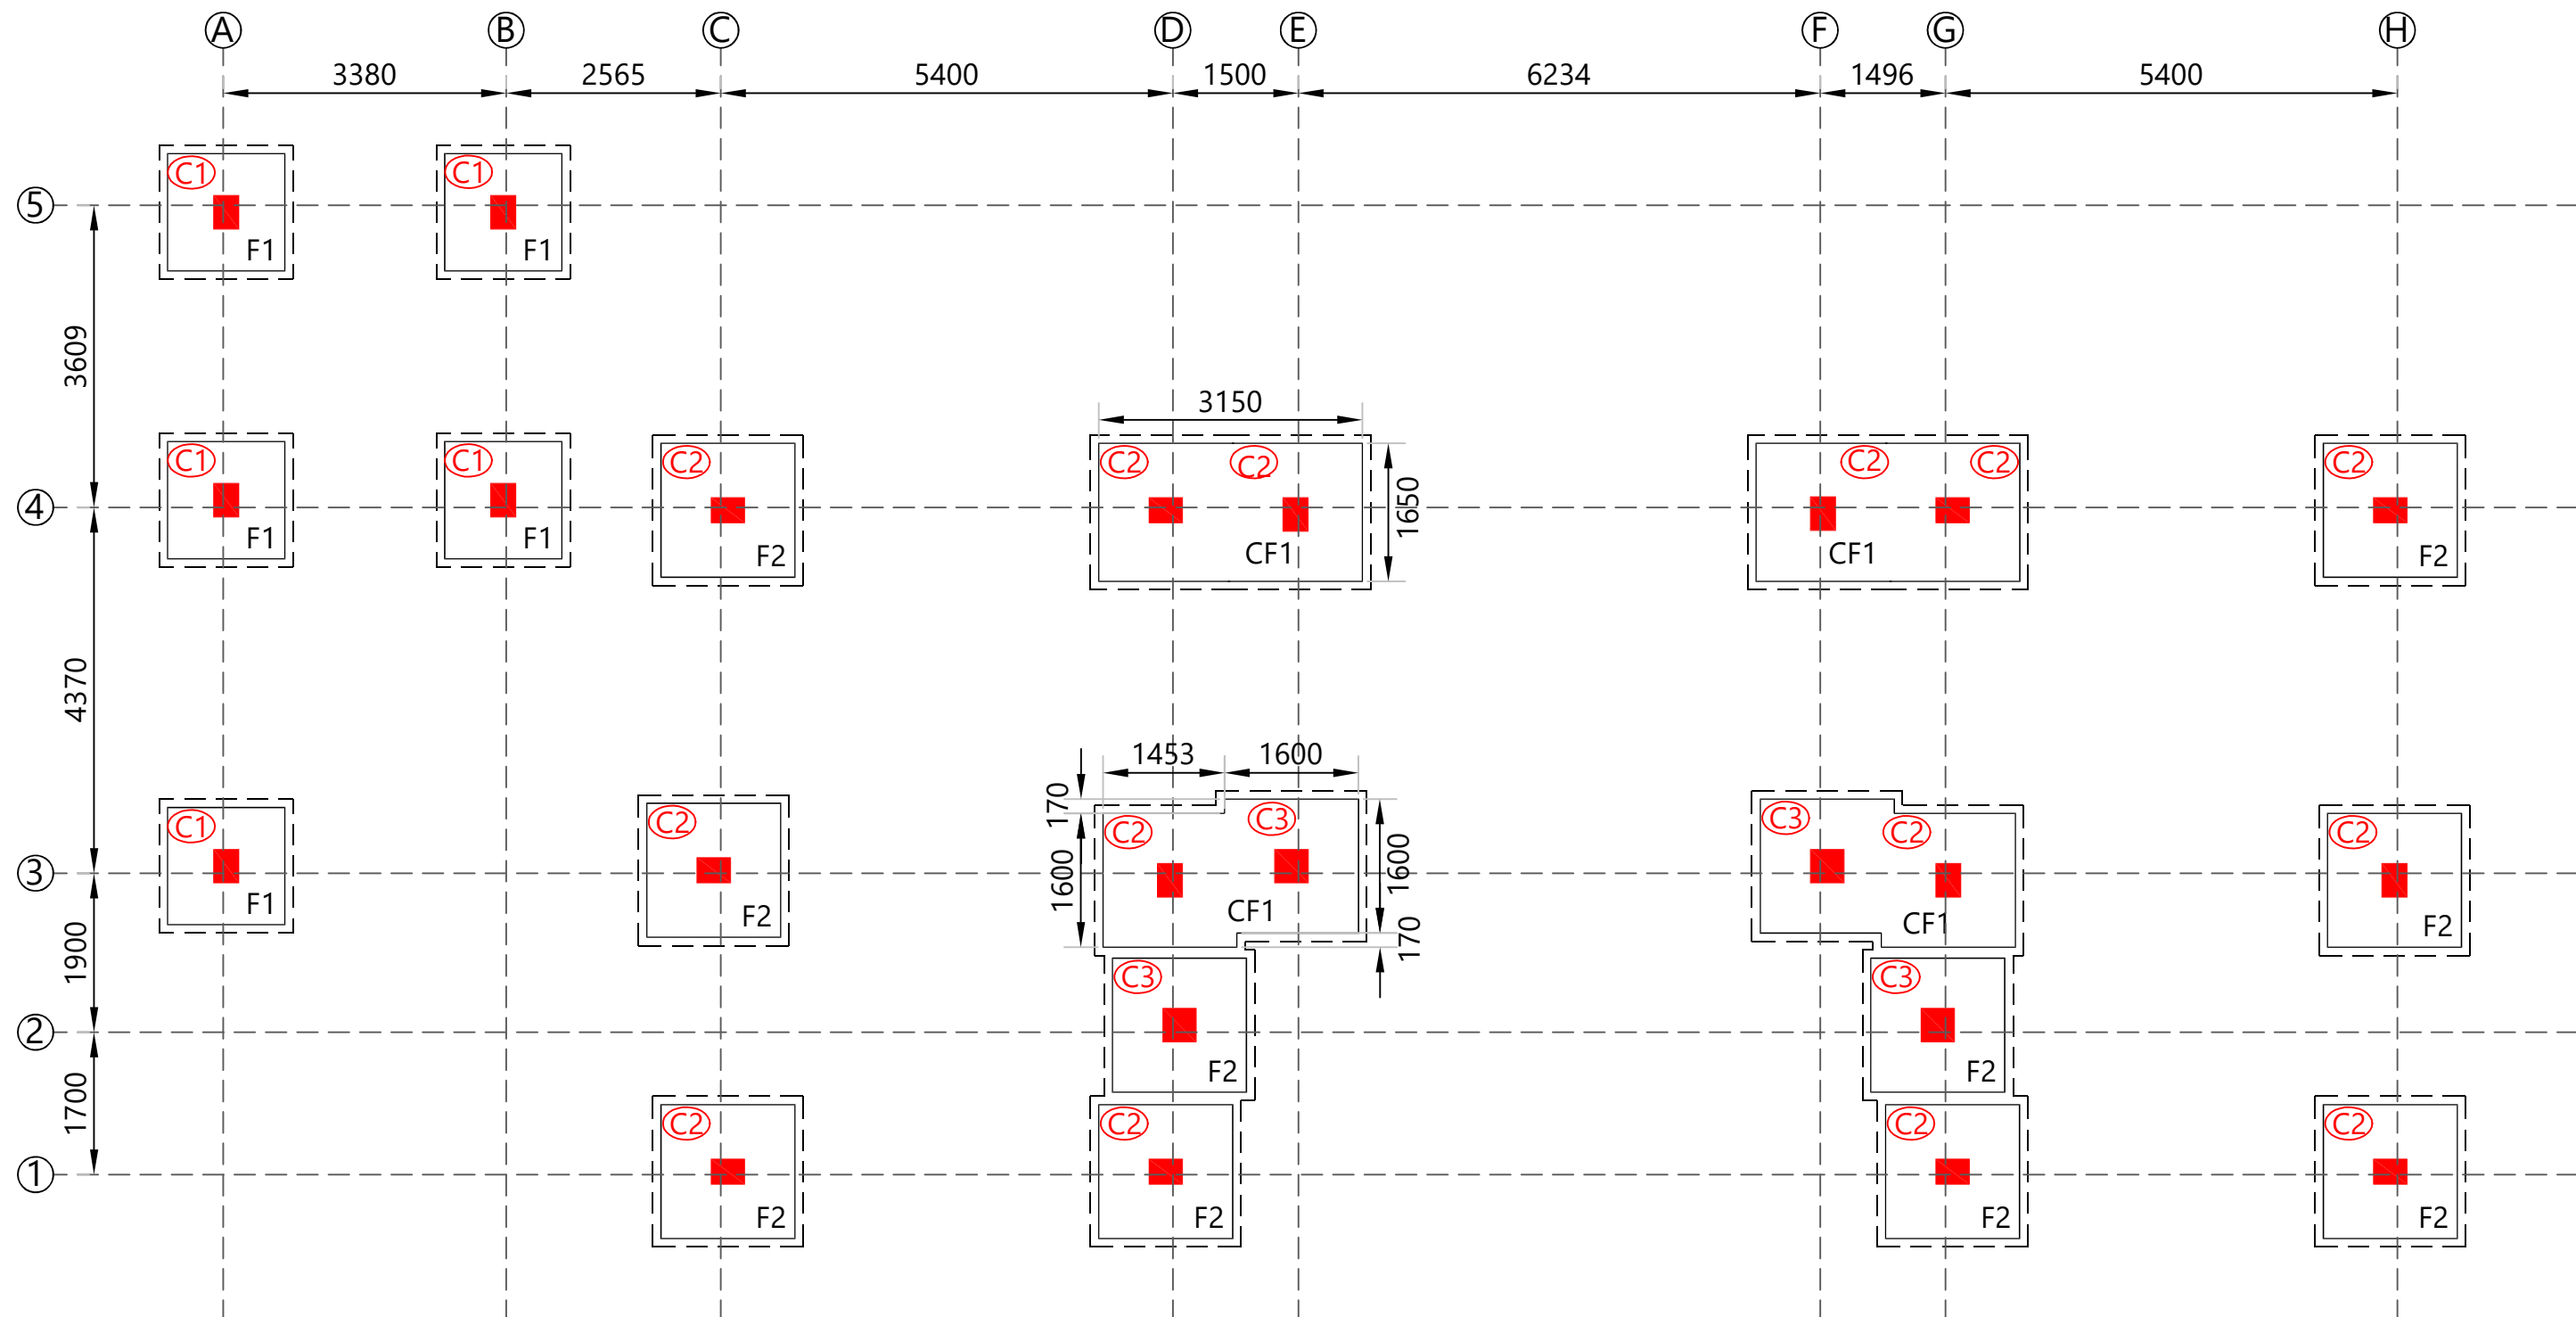 A B C D E F G H
3380 2565 5400 1500 6234 1496 5400
C1 C1
5
F1 F1
3609
3150
C1 C1 C2 C2 C2 C2 C2 C2
4
1650
F1 F1 F2 CF1 CF1 F2
4370
1453 1600
170
C1 C2 C2 C3 C3 C2 C2
3
1600 1600
F1 F2 CF1 CF1 F2
170
1900
C3 C3
2
F2 F2
1700
C2 C2 C2 C2
1
F2 F2 F2 F2